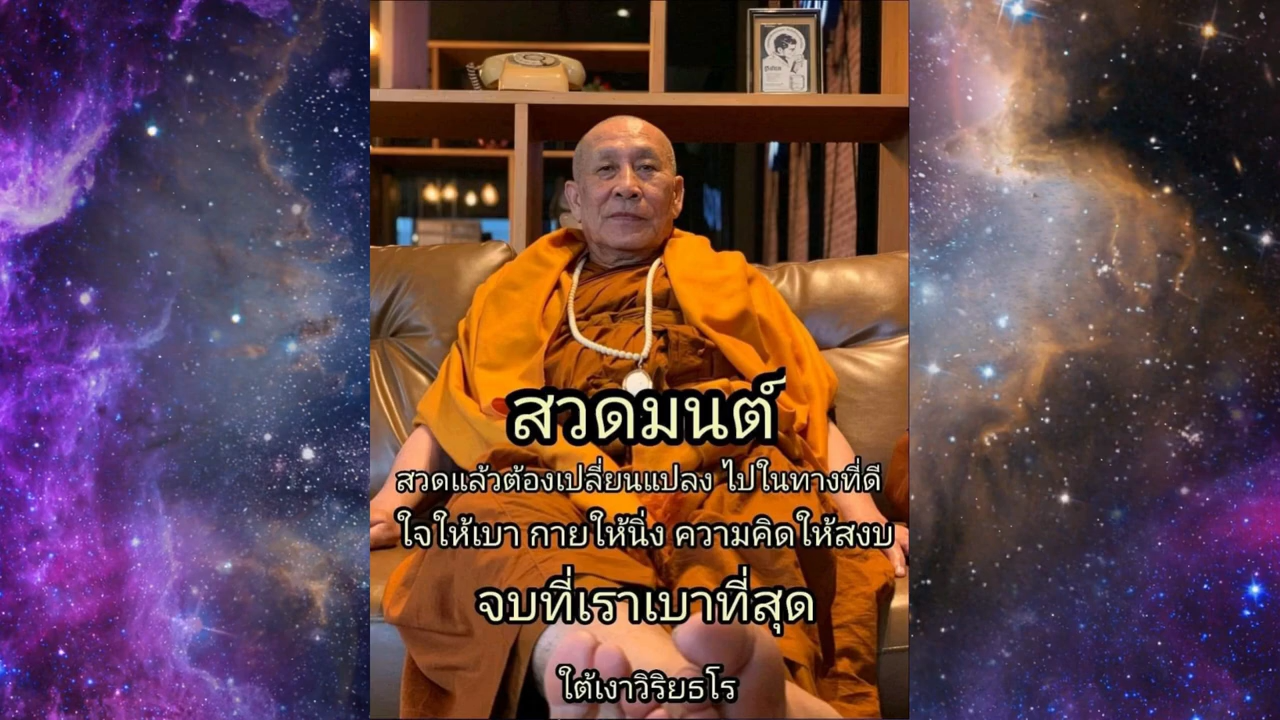 สวดมนต์
สวดแล้วต้องเปลี่ยนแปลง ไปในทางที่ดี
ใจให้เบา กายให้นิ่ง ความคิดให้สงบ
จบที่เราเบาที่สุด
ใต้เงาวิริยธโร